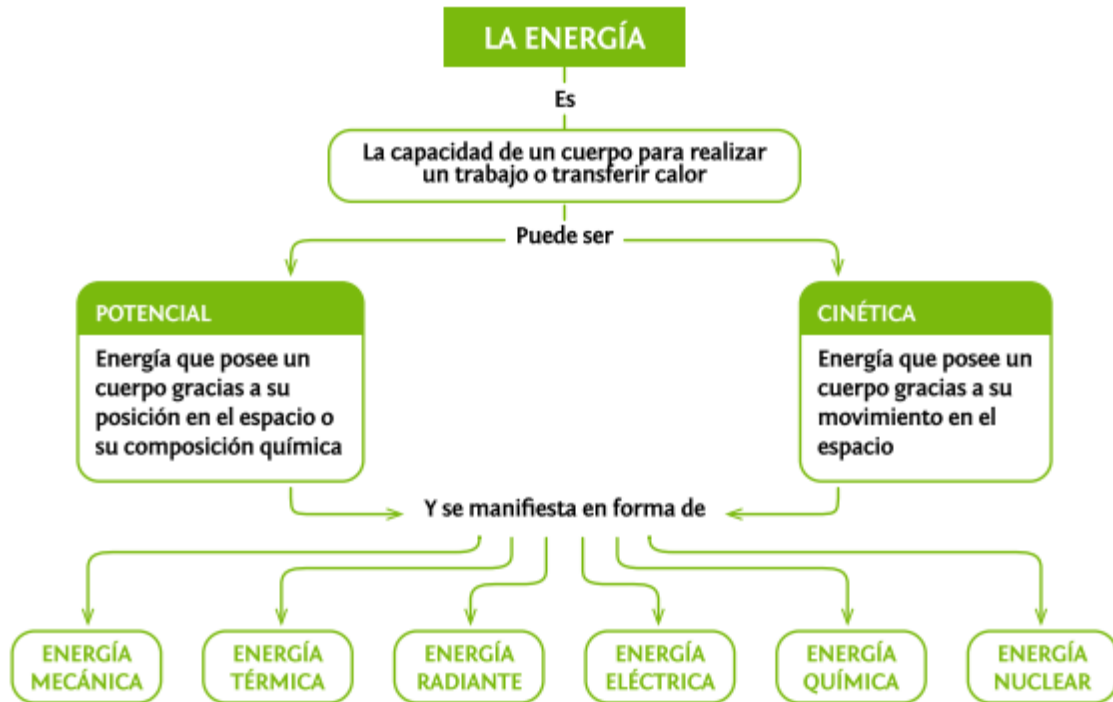 LA ENERGÍA
Es
La capacidad de un cuerpo para realizar
un trabajo o transferir calor
Puede ser
POTENCIAL
Energía que posee un
cuerpo gracias a su
posición en el espacio o
su composición química
CINÉTICA
Energía que posee un
cuerpo gracias a su
movimiento en el
espacio
Y se manifiesta en forma de
ENERGÍA
MECÁNICA
ENERGÍA
TÉRMICA
ENERGÍA
RADIANTE
ENERGÍA
ELÉCTRICA
ENERGÍA
QUÍMICA
ENERGÍA
NUCLEAR